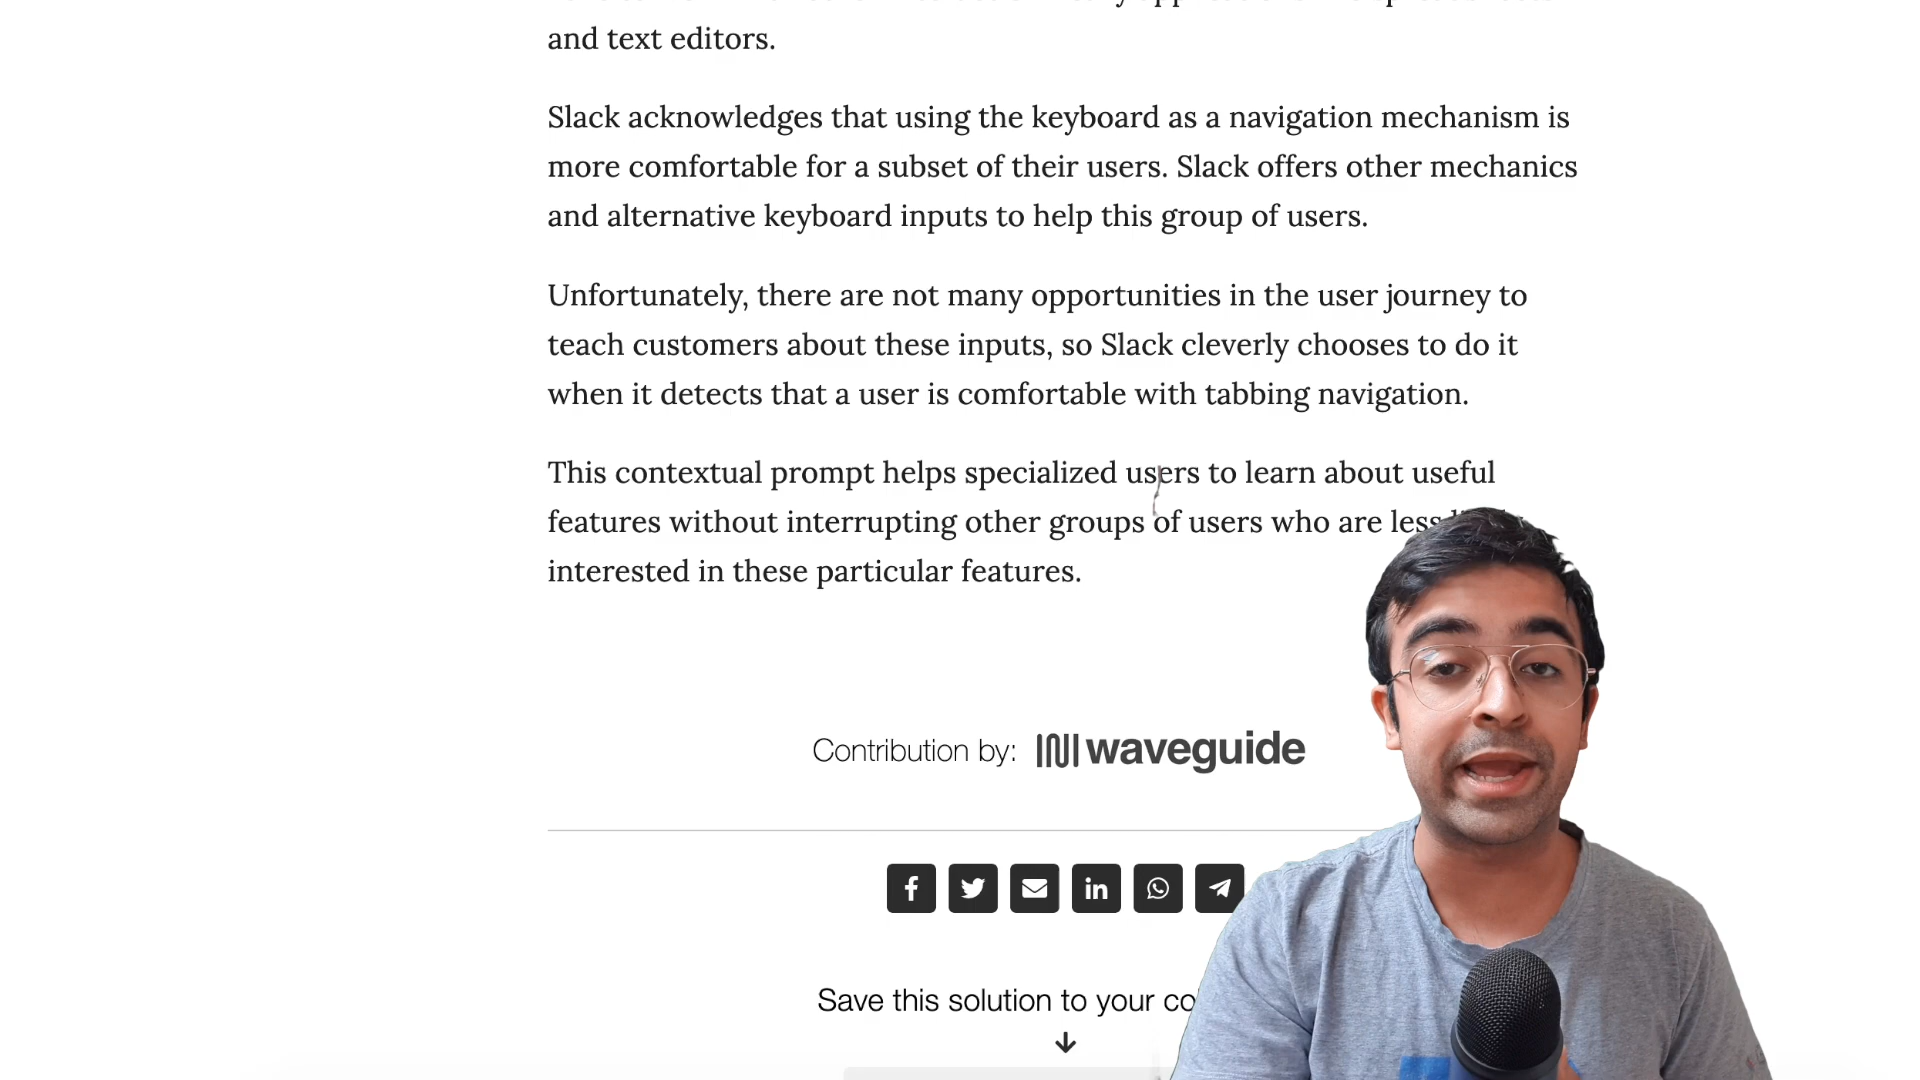 and text editors.
Slack acknowledges that using the keyboard as a navigation mechanism is
more comfortable for a subset of their users. Slack offers other mechanics
and alternative keyboard inputs to help this group of users.
Unfortunately, there are not many opportunities in the user journey to
teach customers about these inputs, so Slack cleverly chooses to do it
when it detects that a user is comfortable with tabbing navigation.
This contextual prompt helps specialized users to learn about useful
features without interrupting other groups of users who are less
interested in these particular features.
Contribution by: waveguide
Save this solution to your